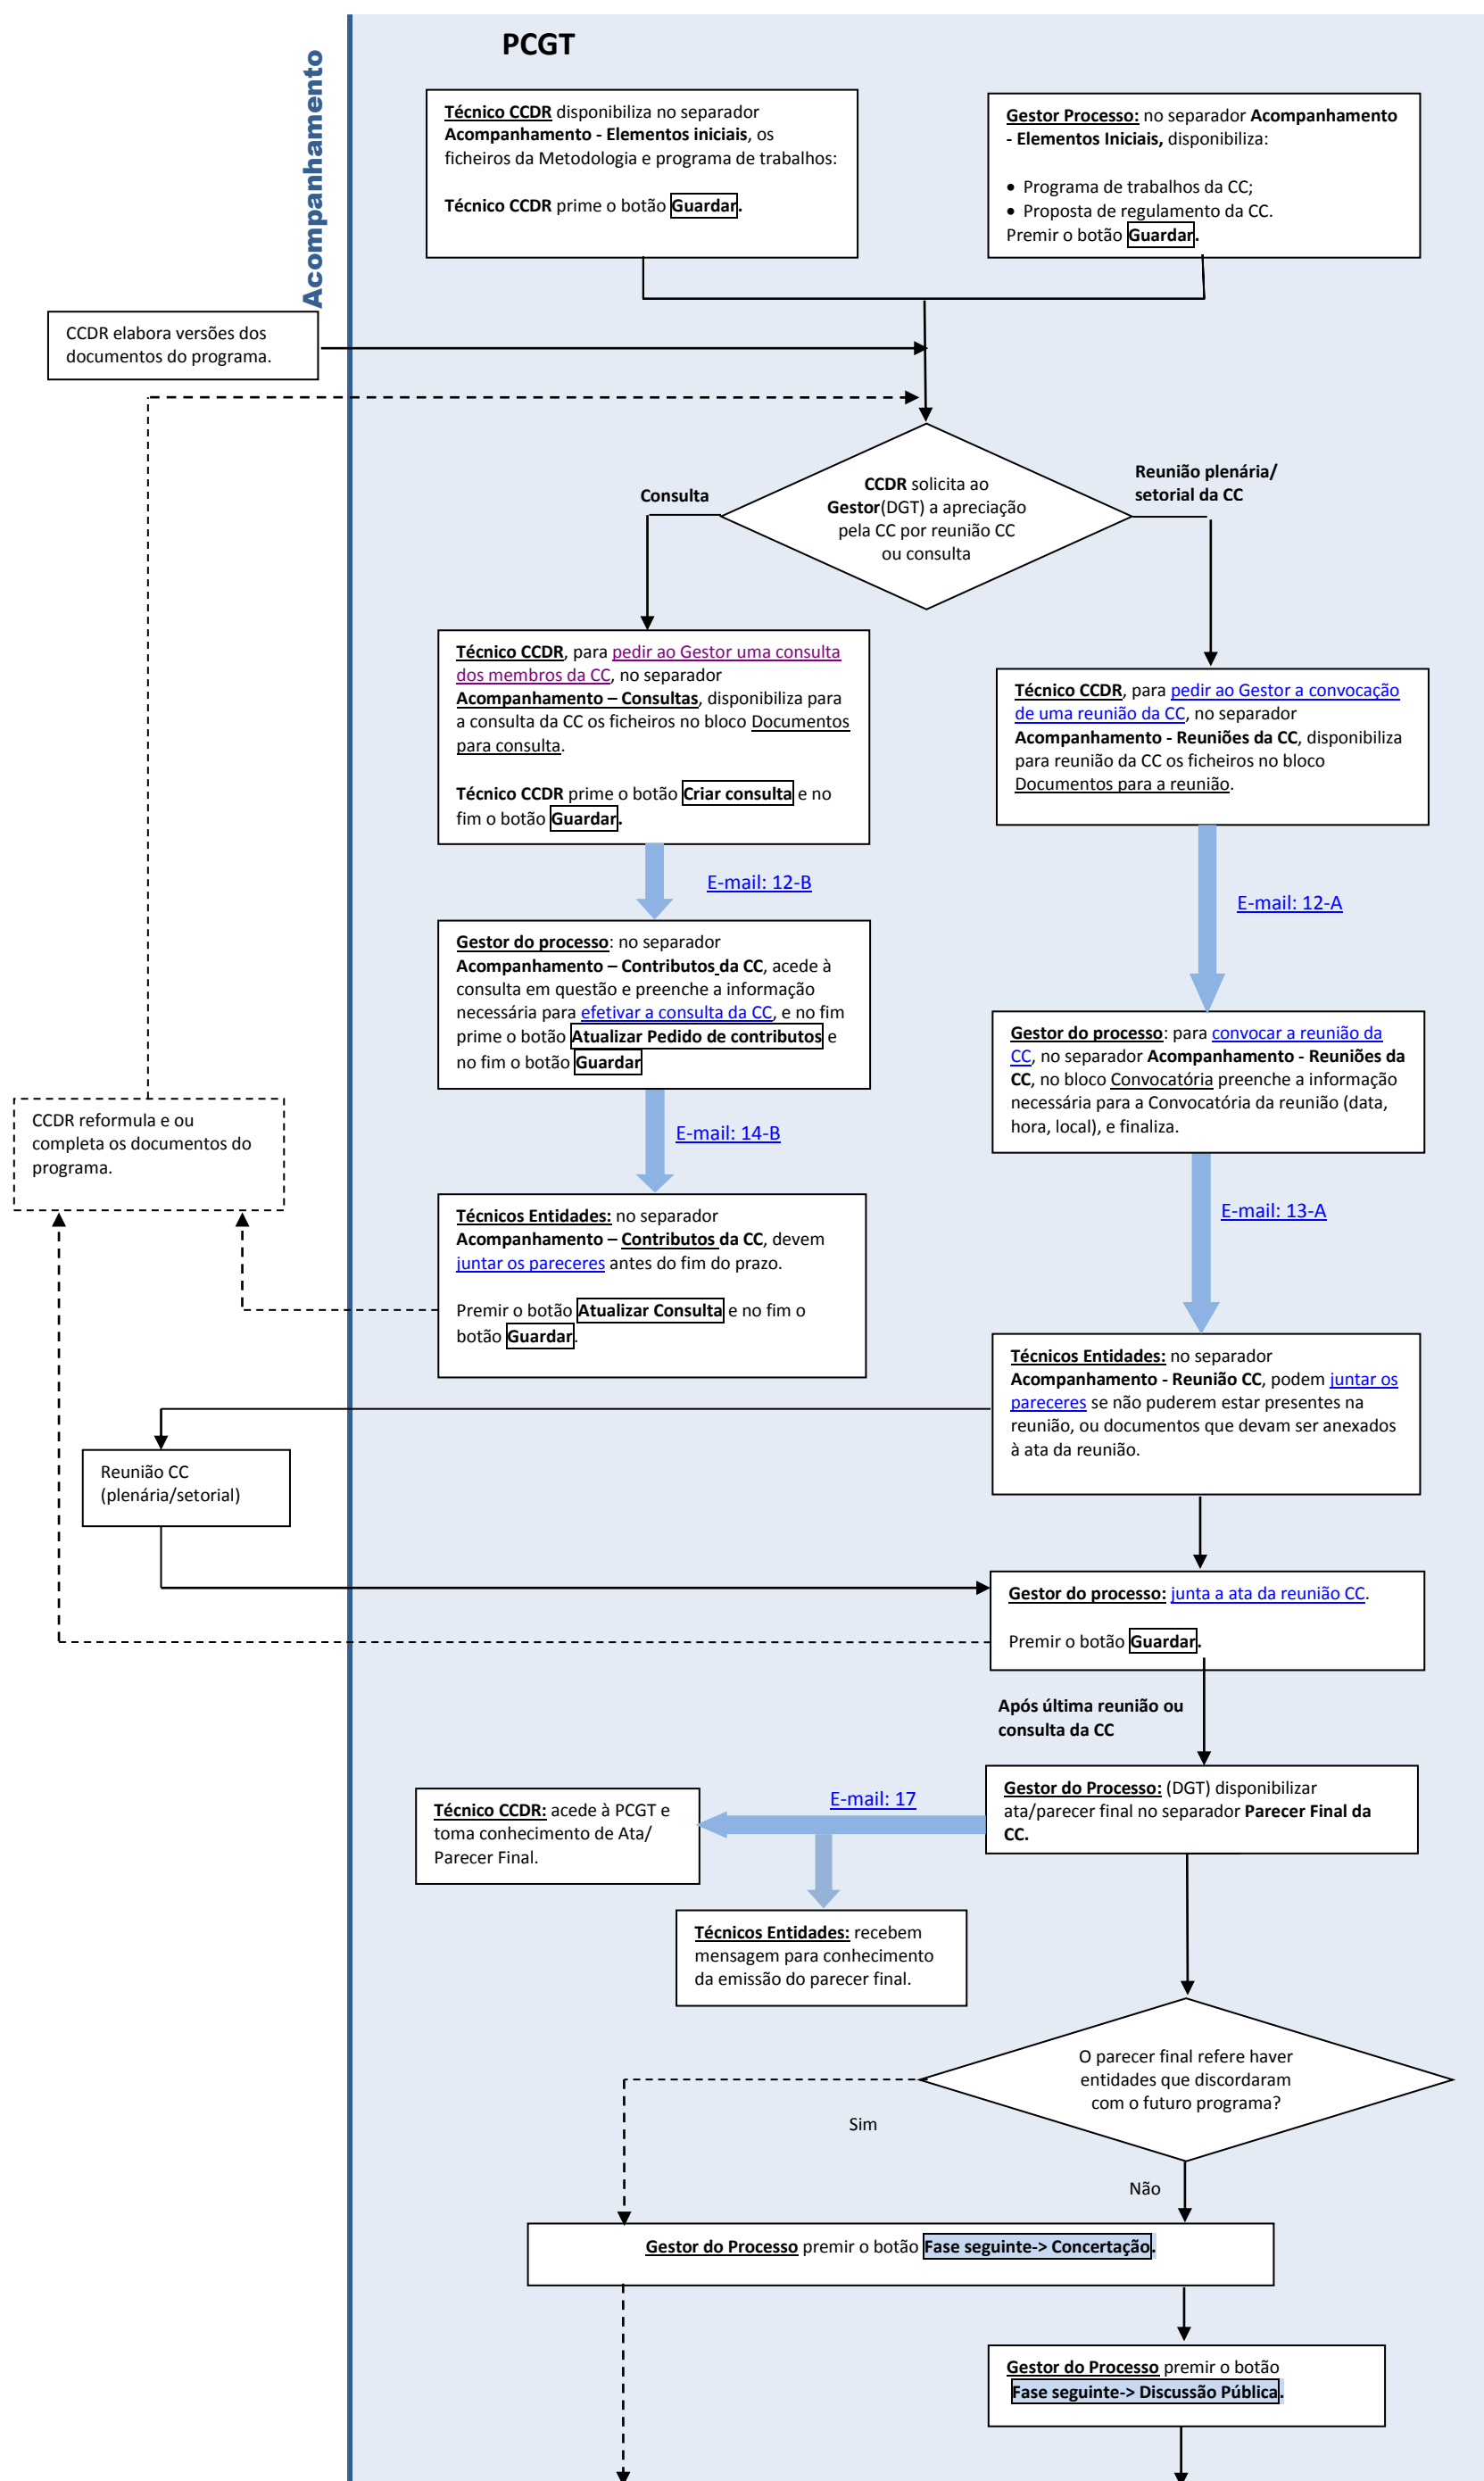 PCGT
Acompanhamento
Técnico CCDR disponibiliza no separador
Acompanhamento - Elementos iniciais, os
ficheiros da Metodologia e programa de trabalhos:
Técnico CCDR prime o botão Guardar.
Gestor Processo: no separador Acompanhamento
- Elementos Iniciais, disponibiliza:
• Programa de trabalhos da CC;
• Proposta de regulamento da CC.
Premir o botão Guardar.
CCDR elabora versões dos
documentos do programa.
CCDR solicita ao
Gestor(DGT) a apreciação
pela CC por reunião CC
ou consulta
Consulta
Reunião plenária/
setorial da CC
Técnico CCDR, para pedir ao Gestor uma consulta
dos membros da CC, no separador
Acompanhamento – Consultas, disponibiliza para
a consulta da CC os ficheiros no bloco Documentos
para consulta.
Técnico CCDR prime o botão Criar consulta e no
fim o botão Guardar.
Técnico CCDR, para pedir ao Gestor a convocação
de uma reunião da CC, no separador
Acompanhamento - Reuniões da CC, disponibiliza
para reunião da CC os ficheiros no bloco
Documentos para a reunião.
E-mail: 12-B
E-mail: 12-A
Gestor do processo: no separador
Acompanhamento – Contributos da CC, acede à
consulta em questão e preenche a informação
necessária para efetivar a consulta da CC, e no fim
prime o botão Atualizar Pedido de contributos e
no fim o botão Guardar
Gestor do processo: para convocar a reunião da
CC, no separador Acompanhamento - Reuniões da
CC, no bloco Convocatória preenche a informação
necessária para a Convocatória da reunião (data,
hora, local), e finaliza.
CCDR reformula e ou
completa os documentos do
programa.
E-mail: 14-B
E-mail: 13-A
Técnicos Entidades: no separador
Acompanhamento – Contributos da CC, devem
juntar os pareceres antes do fim do prazo.
Premir o botão Atualizar Consulta e no fim o
botão Guardar.
Técnicos Entidades: no separador
Acompanhamento - Reunião CC, podem juntar os
pareceres se não puderem estar presentes na
reunião, ou documentos que devam ser anexados
à ata da reunião.
Reunião CC
(plenária/setorial)
Gestor do processo: junta a ata da reunião CC.
Premir o botão Guardar.
Após última reunião ou
consulta da CC
Gestor do Processo: (DGT) disponibilizar
ata/parecer final no separador Parecer Final da
CC.
E-mail: 17
Técnico CCDR: acede à PCGT e
toma conhecimento de Ata/
Parecer Final.
Técnicos Entidades: recebem
mensagem para conhecimento
da emissão do parecer final.
O parecer final refere haver
entidades que discordaram
com o futuro programa?
Sim
Não
Gestor do Processo premir o botão Fase seguinte-> Concertação.
Gestor do Processo premir o botão
Fase seguinte-> Discussão Pública.